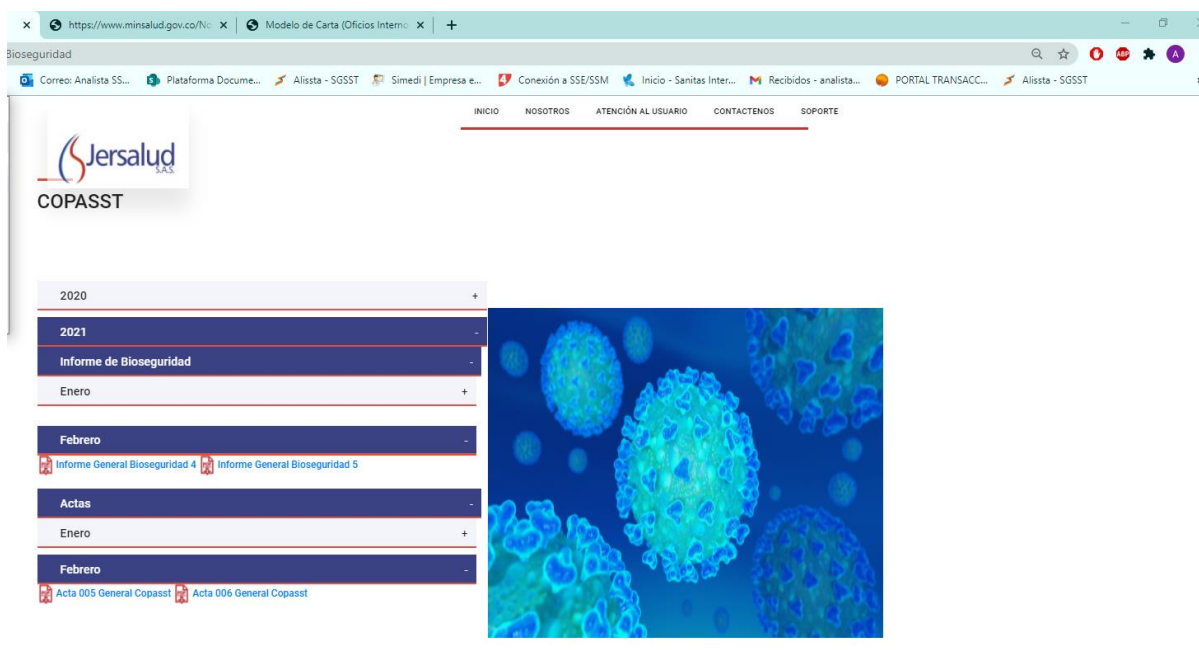 https://www.minsalud.gov.co/No
Modelo de Carta (Oficios Interno
Bioseguridad
Correo: Analista SS...
Plataforma Docume...
Alissta - SGSST
Simedi | Empresa e...
Conexión a SSE/SSM
Inicio - Sanitas Inter...
Recibidos - analista...
PORTAL TRANSACC...
Alissta - SGSST
ABP
A
INICIO NOSOTROS ATENCIÓN AL USUARIO CONTACTENOS SOPORTE
Jersalud
S.A.S.
COPASST
2020 +
2021 -
Informe de Bioseguridad -
Enero +
Febrero -
Informe General Bioseguridad 4 Informe General Bioseguridad 5
Actas -
Enero +
Febrero -
Acta 005 General Copasst Acta 006 General Copasst